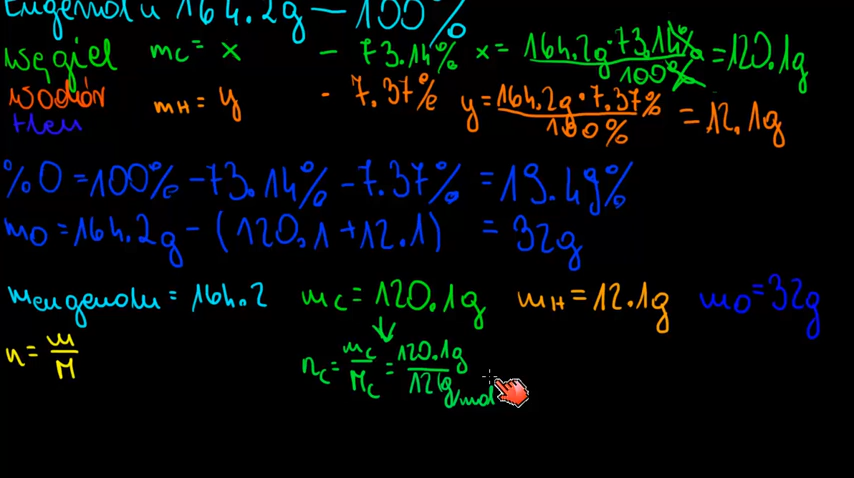 Eugenolu 164.2g — 100%
węgiel mc = x - 73.14% x = 164.2g · 73.14% / 100% = 120.1g
wodór mH = y - 7.37% y = 164.2g · 7.37% / 100% = 12.1g
tlen
%O = 100% - 73.14% - 7.37% = 19.49%
mo = 164.2g - (120.1 + 12.1) = 32g
meugenolu = 164.2 mc = 120.1g mH = 12.1g mo = 32g
n = m/M nc = mc/Mc = 120.1g / 12g/mol